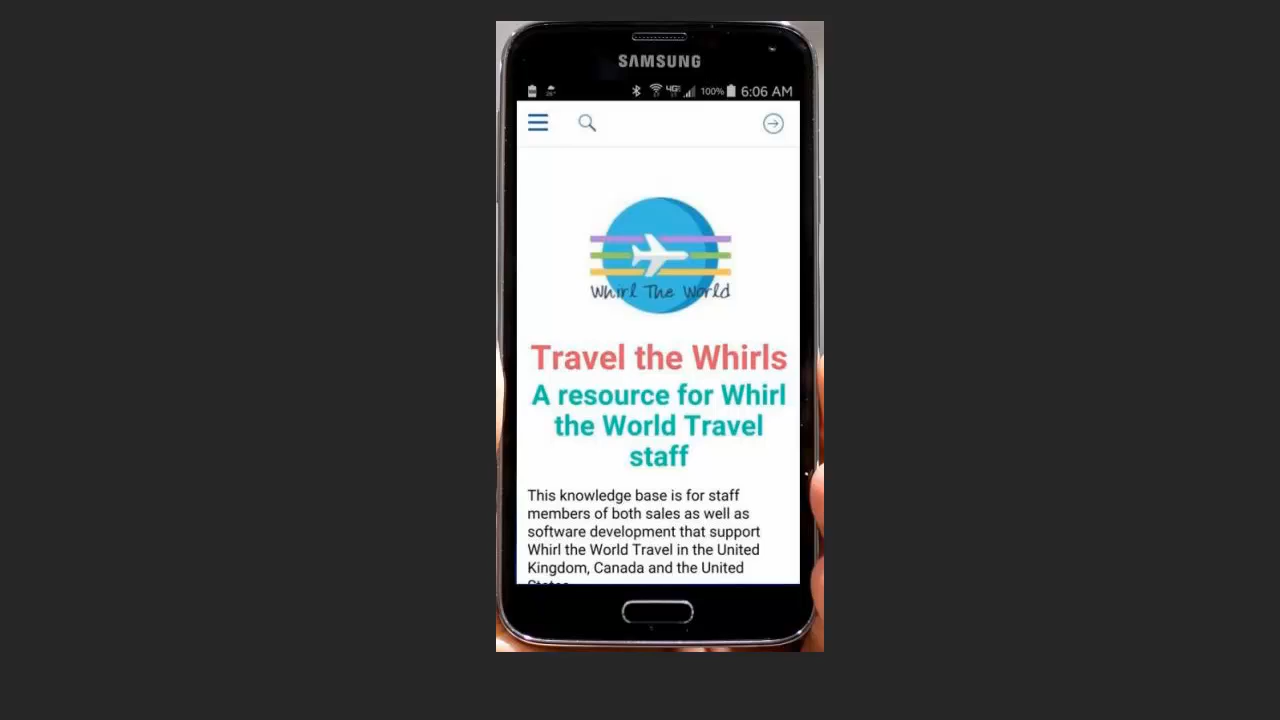 SAMSUNG
100% 6:06 AM
Whirl The World
Travel the Whirls
A resource for Whirl
the World Travel
staff
This knowledge base is for staff
members of both sales as well as
software development that support
Whirl the World Travel in the United
Kingdom, Canada and the United
States